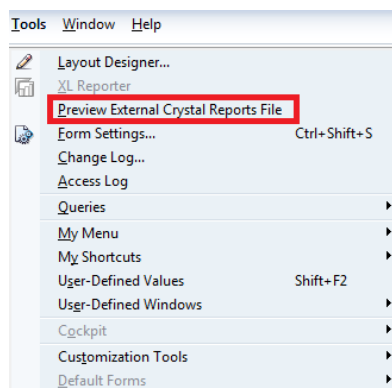 Tools Window Help
Layout Designer...
XL Reporter
Preview External Crystal Reports File
Form Settings... Ctrl+Shift+S
Change Log...
Access Log
Queries
My Menu
My Shortcuts
User-Defined Values Shift+F2
User-Defined Windows
Cockpit
Customization Tools
Default Forms